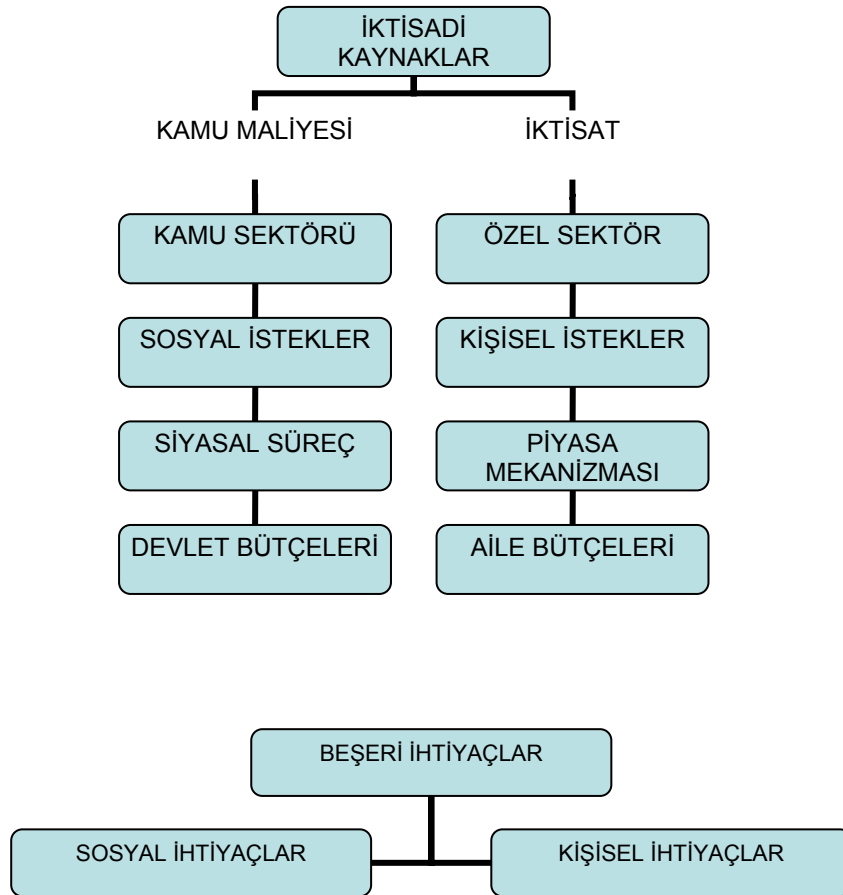 İKTİSADİ
KAYNAKLAR
KAMU MALİYESİ
İKTİSAT
KAMU SEKTÖRÜ
ÖZEL SEKTÖR
SOSYAL İSTEKLER
KİŞİSEL İSTEKLER
SİYASAL SÜREÇ
PİYASA
MEKANİZMASI
DEVLET BÜTÇELERİ
AİLE BÜTÇELERİ
BEŞERİ İHTİYAÇLAR
SOSYAL İHTİYAÇLAR
KİŞİSEL İHTİYAÇLAR